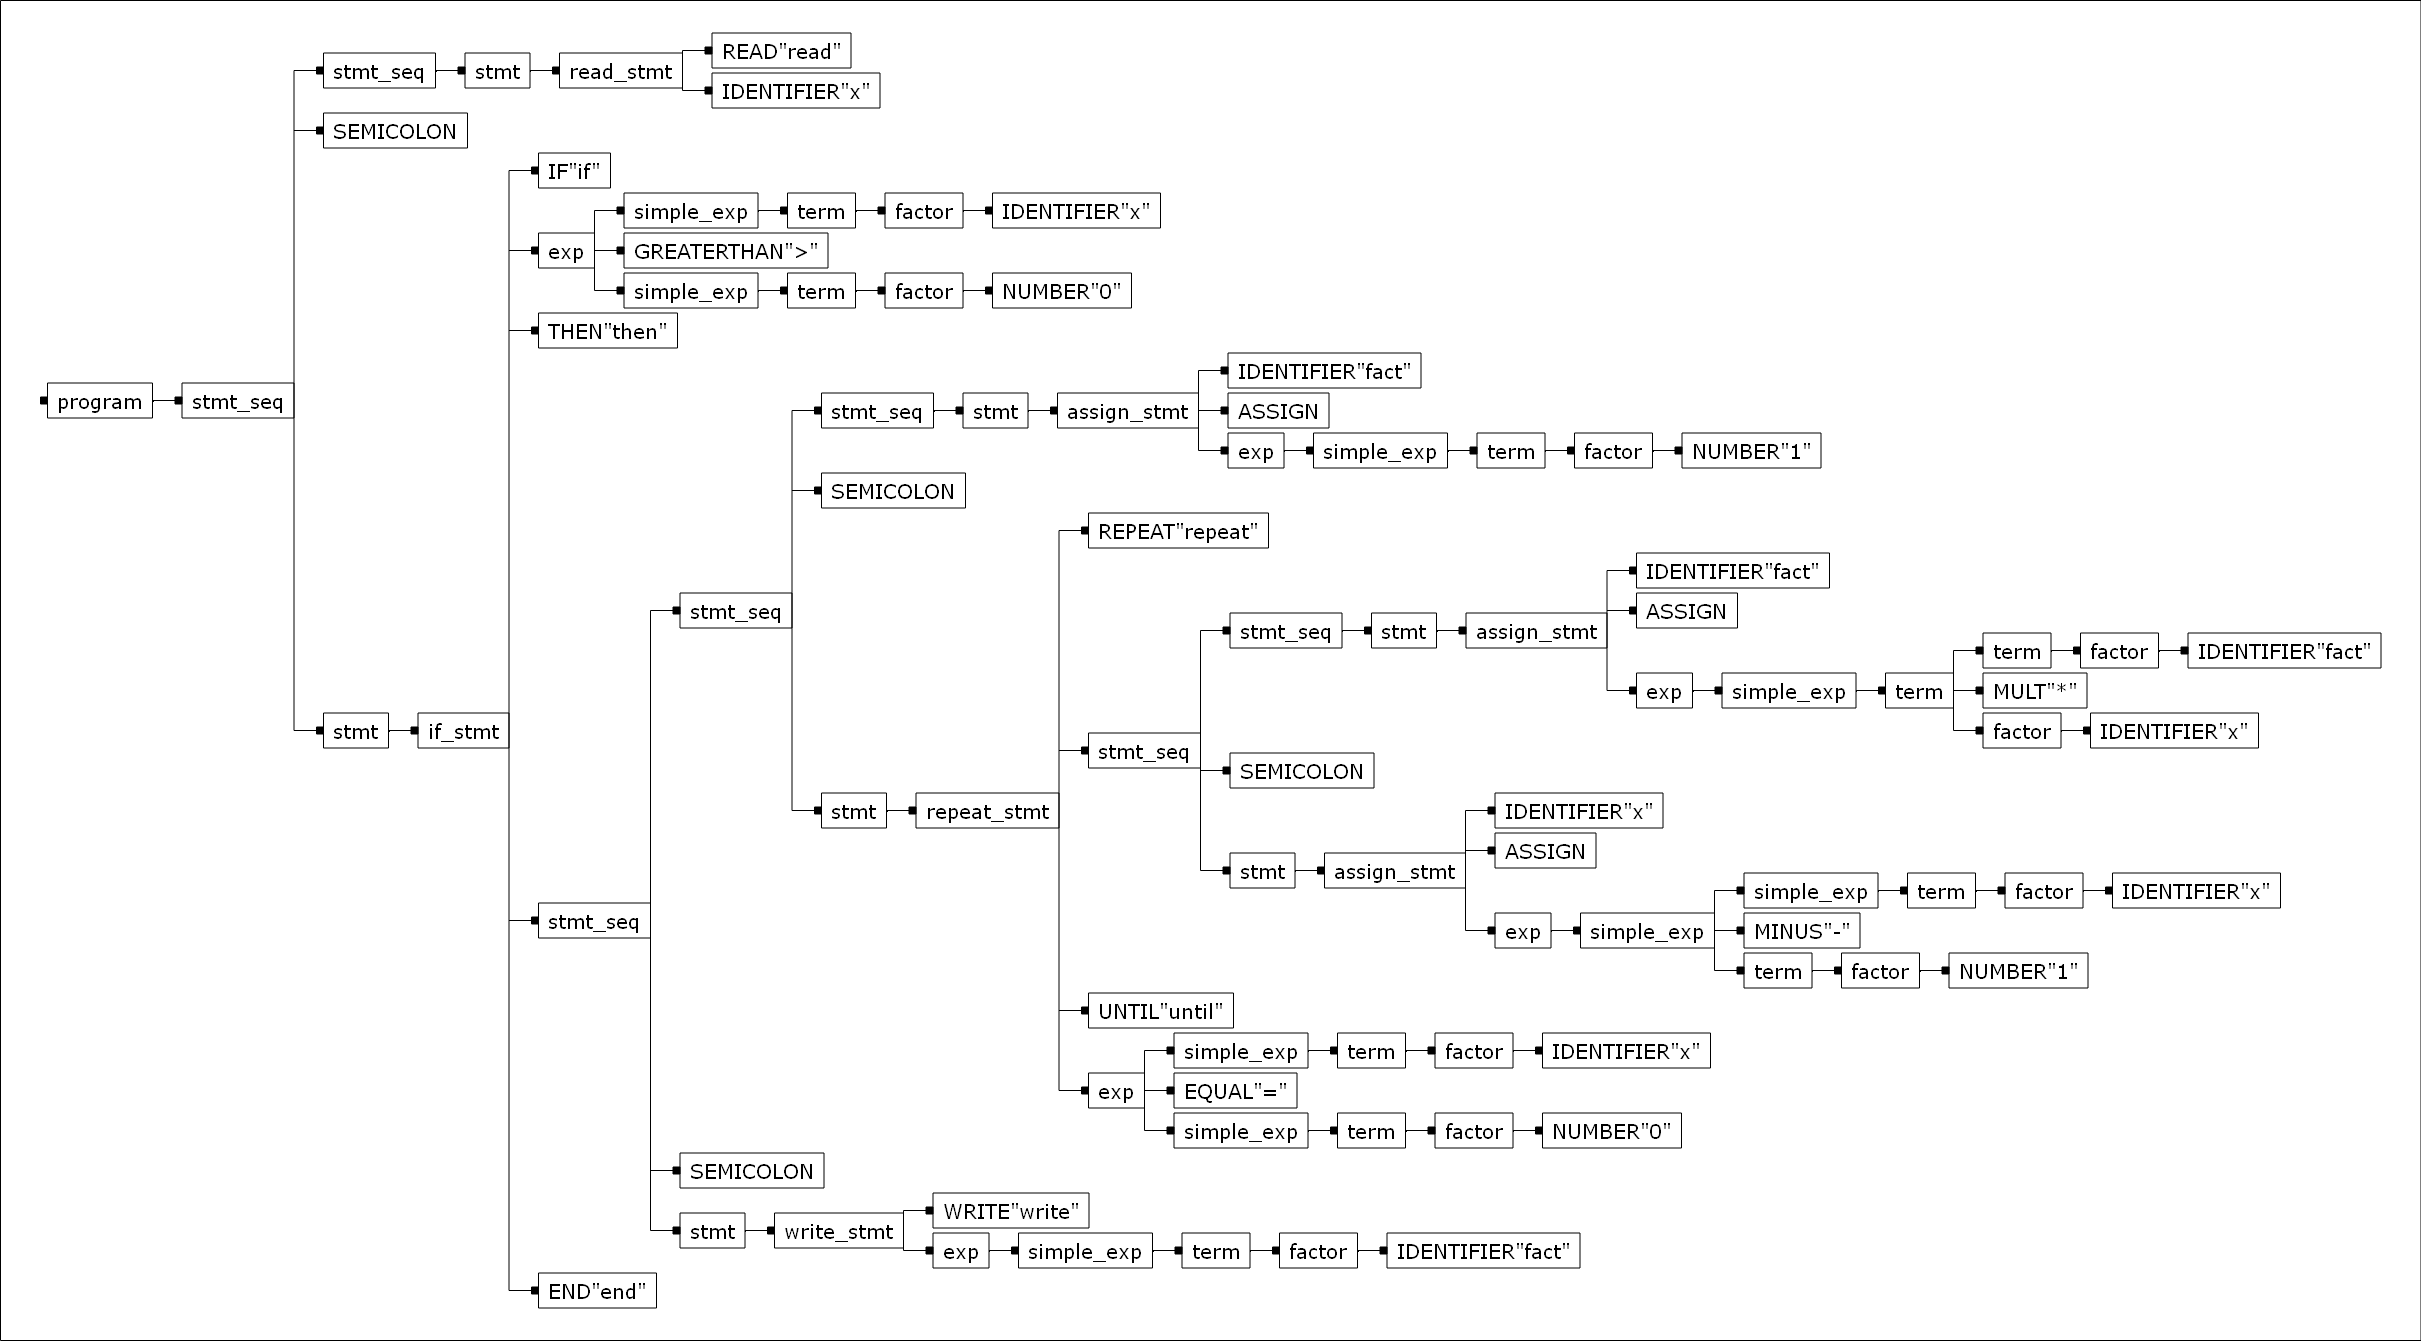 READ"read"
stmt_seq stmt read_stmt
IDENTIFIER"x"
SEMICOLON
IF"if"
simple_exp term factor IDENTIFIER"x"
exp GREATERTHAN">"
simple_exp term factor NUMBER"0"
THEN"then"
IDENTIFIER"fact"
program stmt_seq stmt_seq stmt assign_stmt ASSIGN
exp simple_exp term factor NUMBER"1"
SEMICOLON
REPEAT"repeat"
IDENTIFIER"fact"
stmt_seq ASSIGN
stmt_seq stmt assign_stmt
term factor IDENTIFIER"fact"
exp simple_exp term MULT"*"
stmt if_stmt factor IDENTIFIER"x"
stmt_seq
SEMICOLON
stmt repeat_stmt IDENTIFIER"x"
ASSIGN
stmt assign_stmt
simple_exp term factor IDENTIFIER"x"
stmt_seq exp simple_exp MINUS"-"
term factor NUMBER"1"
UNTIL"until"
simple_exp term factor IDENTIFIER"x"
exp EQUAL"="
simple_exp term factor NUMBER"0"
SEMICOLON
WRITE"write"
stmt write_stmt
exp simple_exp term factor IDENTIFIER"fact"
END"end"